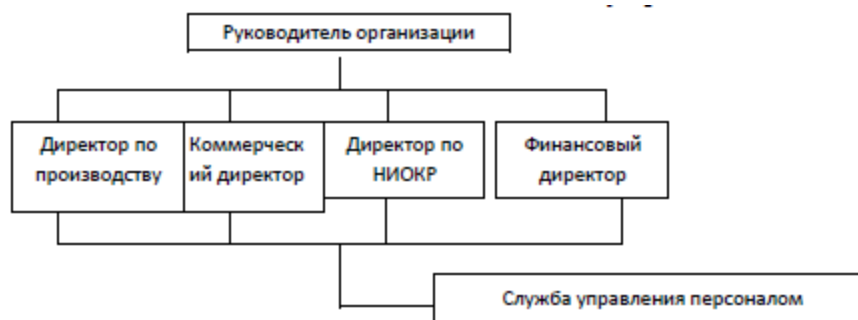 Руководитель организации
Директор по
производству
Коммерческ
ий директор
Директор по
НИОКР
Финансовый
директор
Служба управления персоналом